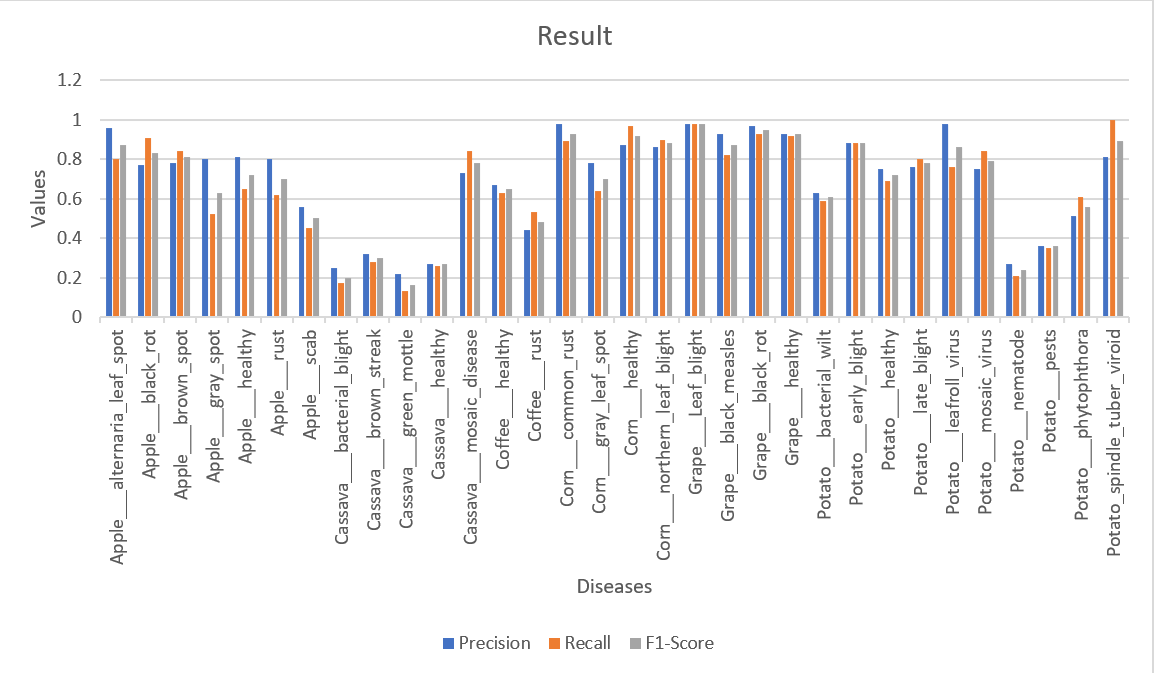 Result
1.2
1
0.8
0.6
0.4
0.2
0
Values
Apple___alternaria_leaf_spot
Apple___black_rot
Apple___brown_spot
Apple___gray_spot
Apple___healthy
Apple___rust
Apple___scab
Cassava___bacterial_blight
Cassava___brown_streak
Cassava___green_mottle
Cassava___healthy
Cassava___mosaic_disease
Coffee___healthy
Coffee___rust
Corn___common_rust
Corn___gray_leaf_spot
Corn___healthy
Corn___northern_leaf_blight
Grape___Leaf_blight
Grape___black_measles
Grape___black_rot
Grape___healthy
Potato___bacterial_wilt
Potato___early_blight
Potato___healthy
Potato___late_blight
Potato___leafroll_virus
Potato___mosaic_virus
Potato___nematode
Potato___pests
Potato___phytophthora
Potato_spindle_tuber_viroid
Diseases
Precision Recall F1-Score